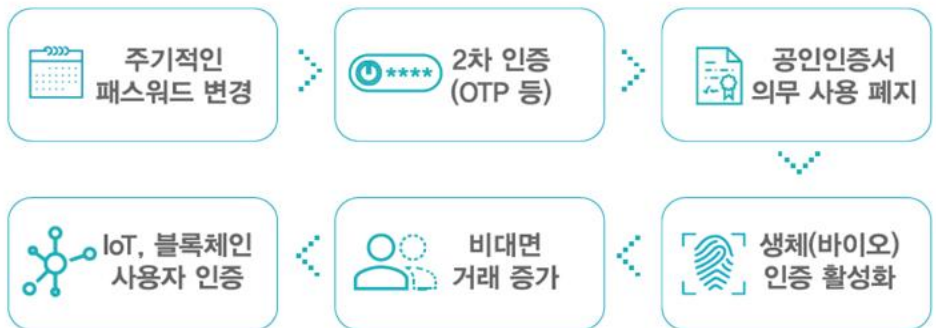 주기적인
패스워드 변경
****
2차 인증
(OTP 등)
공인인증서
의무 사용 폐지
생체(바이오)
인증 활성화
비대면
거래 증가
IoT, 블록체인
사용자 인증